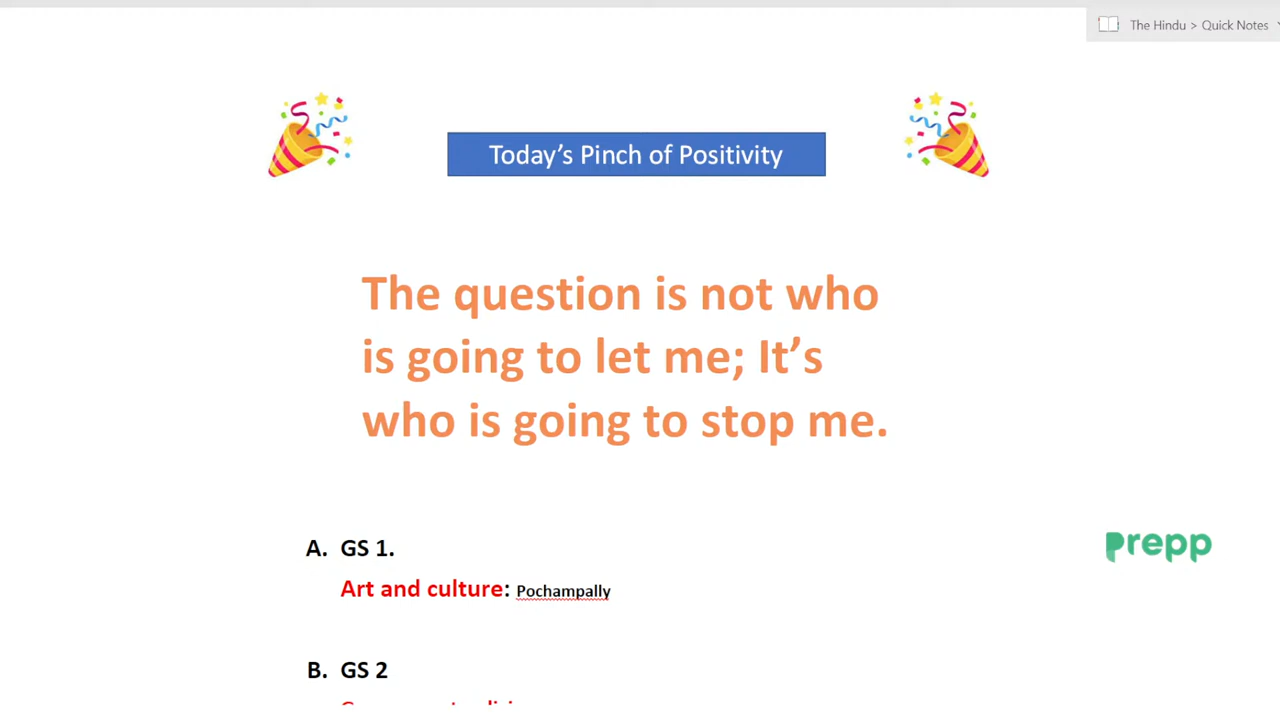 The Hindu > Quick Notes
Today’s Pinch of Positivity
The question is not who
is going to let me; It’s
who is going to stop me.
A. GS 1.
prepp
Art and culture: Pochampally
B. GS 2